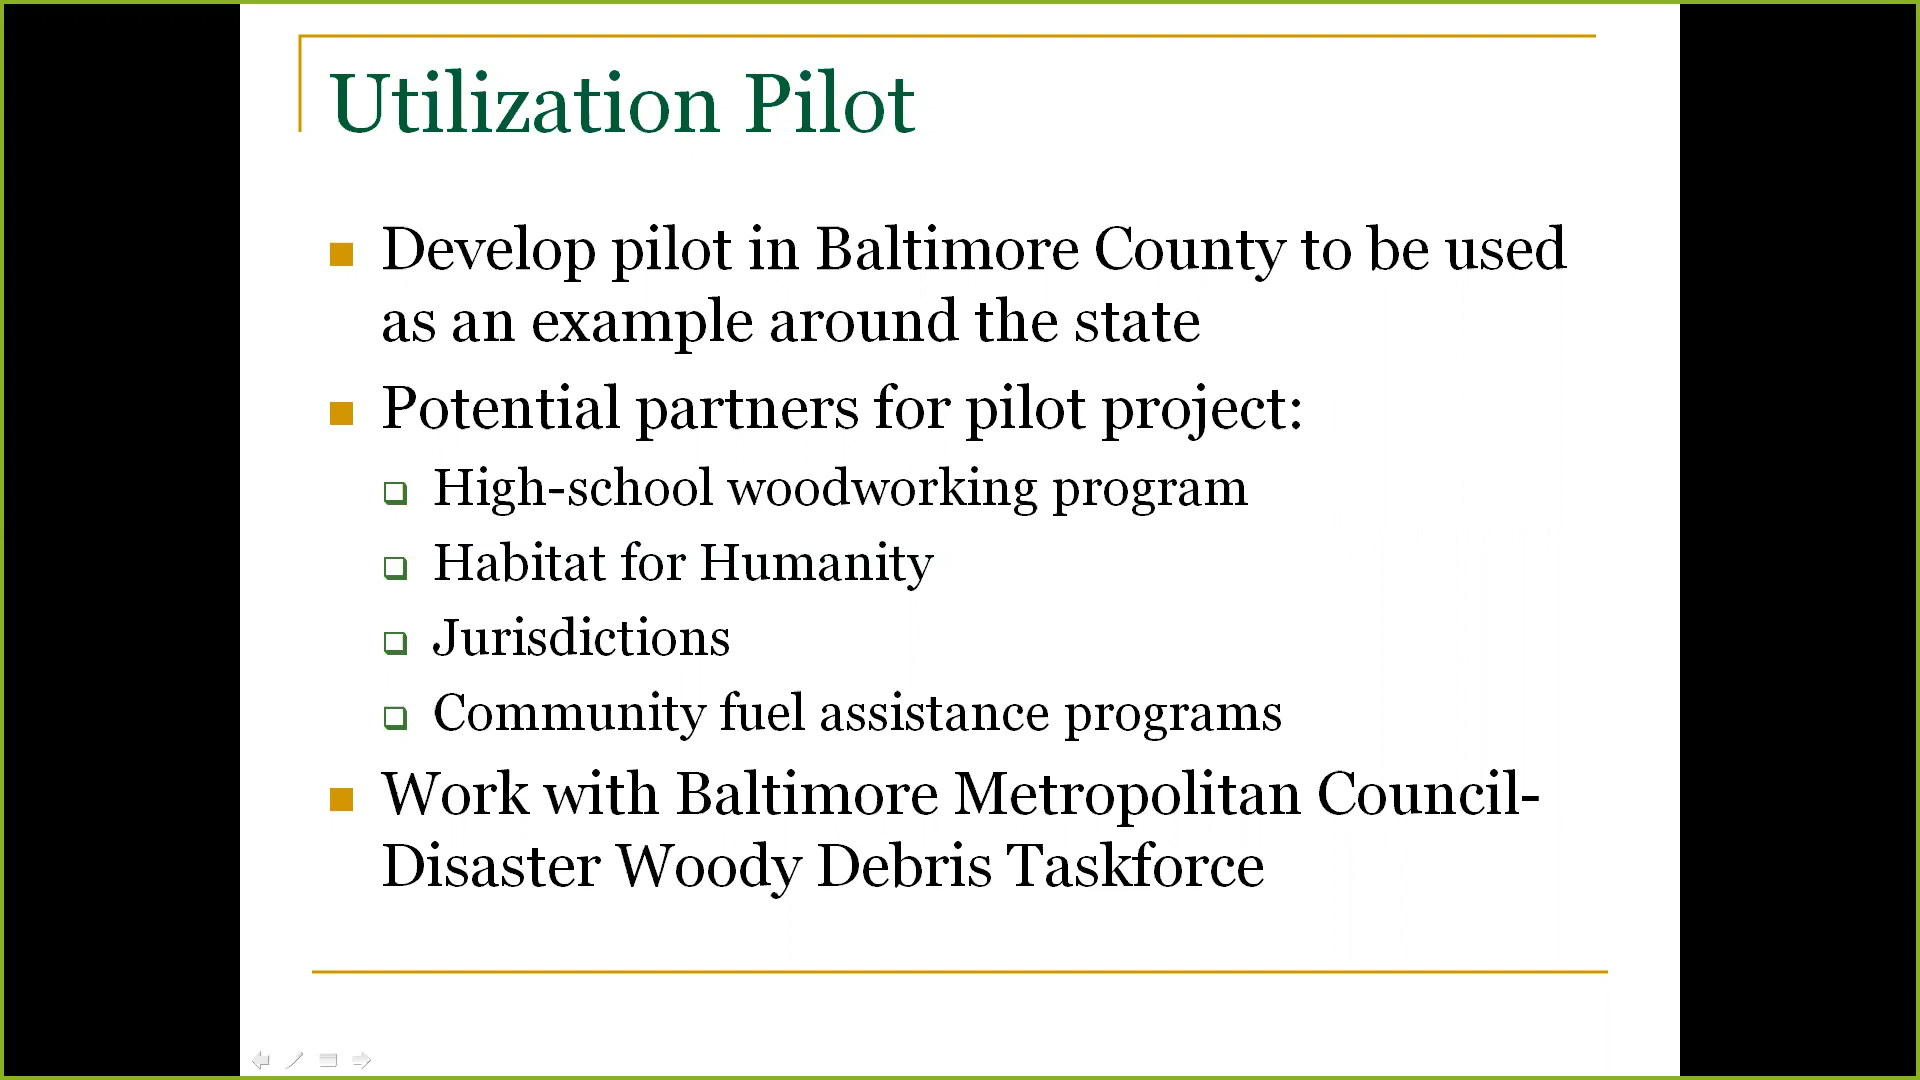 Utilization Pilot
Develop pilot in Baltimore County to be used
as an example around the state
Potential partners for pilot project:
High-school woodworking program
Habitat for Humanity
Jurisdictions
Community fuel assistance programs
Work with Baltimore Metropolitan Council-
Disaster Woody Debris Taskforce